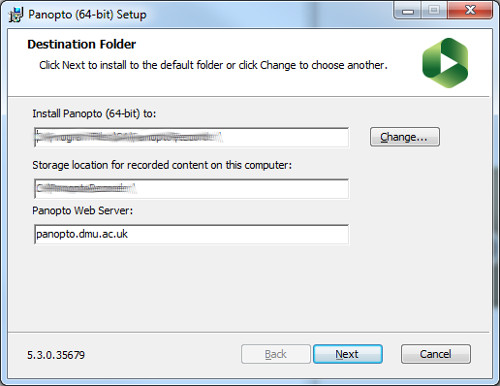 Panopto (64-bit) Setup
Destination Folder
Click Next to install to the default folder or click Change to choose another.
Install Panopto (64-bit) to:
Change...
Storage location for recorded content on this computer:
Panopto Web Server:
panopto.dmu.ac.uk
5.3.0.35679
Back
Next
Cancel